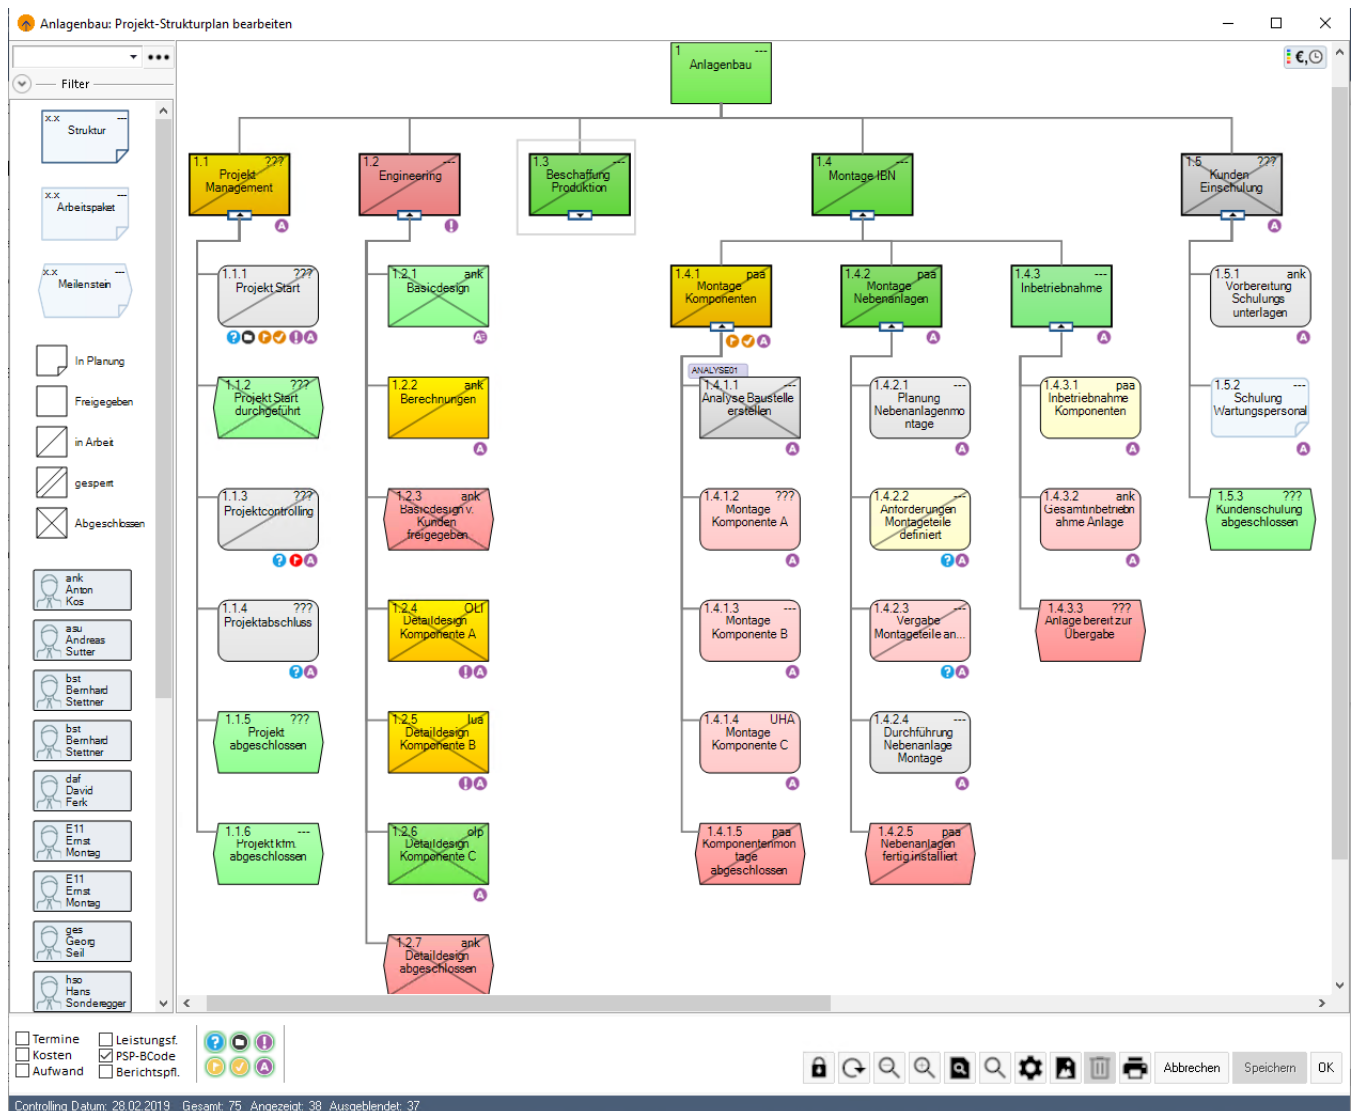 Anlagenbau: Projekt-Strukturplan bearbeiten
Filter
x.x ---
Struktur
x.x ---
Arbeitspaket
x.x ---
Meilenstein
In Planung
Freigegeben
in Arbeit
gesperrt
Abgeschlossen
ank
Anton
Kos
asu
Andreas
Sutter
bst
Bernhard
Stettner
bst
Bernhard
Stettner
daf
David
Ferk
E11
Ernst
Montag
E11
Ernst
Montag
ges
Georg
Seil
hso
Hans
Sonderegger
€,
1 ---
Anlagenbau
1.1 ???
Projekt
Management
A
1.2 ---
Engineering
!
1.3 ---
Beschaffung
Produktion
1.4 ---
Montage IBN
1.5 ???
Kunden
Einschulung
A
1.1.1 ???
Projekt Start
? ! A
1.1.2 ???
Projekt Start
durchgeführt
1.1.3 ???
Projektcontrolling
? A
1.1.4 ???
Projektabschluss
? A
1.1.5 ???
Projekt
abgeschlossen
1.1.6 ---
Projekt kfm.
abgeschlossen
1.2.1 ank
Basicdesign
1.2.2 ank
Berechnungen
A
1.2.3 ank
Basicdesign v.
Kunden
freigegeben
1.2.4 OLI
Detaildesign
Komponente A
! A
1.2.5 lua
Detaildesign
Komponente B
! A
1.2.6 olp
Detaildesign
Komponente C
A
1.2.7 ank
Detaildesign
abgeschlossen
1.4.1 paa
Montage
Komponenten
A
ANALYSE01
1.4.1.1 ---
Analyse Baustelle
erstellen
A
1.4.1.2 ???
Montage
Komponente A
A
1.4.1.3 ---
Montage
Komponente B
A
1.4.1.4 UHA
Montage
Komponente C
A
1.4.1.5 paa
Komponentenmon
tage
abgeschlossen
1.4.2 paa
Montage
Nebenanlagen
A
1.4.2.1 ---
Planung
Nebenanlagenmo
ntage
A
1.4.2.2 ---
Anforderungen
Montageteile
definiert
? A
1.4.2.3 ---
Vergabe
Montageteile an...
? A
1.4.2.4 ---
Durchführung
Nebenanlage
Montage
A
1.4.2.5 paa
Nebenanlagen
fertig installiert
1.4.3 ---
Inbetriebnahme
A
1.4.3.1 paa
Inbetriebnahme
Komponenten
A
1.4.3.2 ank
Gesamtinbetriebn
ahme Anlage
A
1.4.3.3 ???
Anlage bereit zur
Übergabe
1.5.1 ank
Vorbereitung
Schulungs
unterlagen
A
1.5.2 ---
Schulung
Wartungspersonal
A
1.5.3 ???
Kundenschulung
abgeschlossen
Termine
Kosten
Aufwand
Leistungsf.
PSP-BCode
Berichtspfl.
? !
A
Abbrechen
Speichern
OK
Controlling Datum: 28.02.2019 Gesamt: 75 Angezeigt: 38 Ausgeblendet: 37